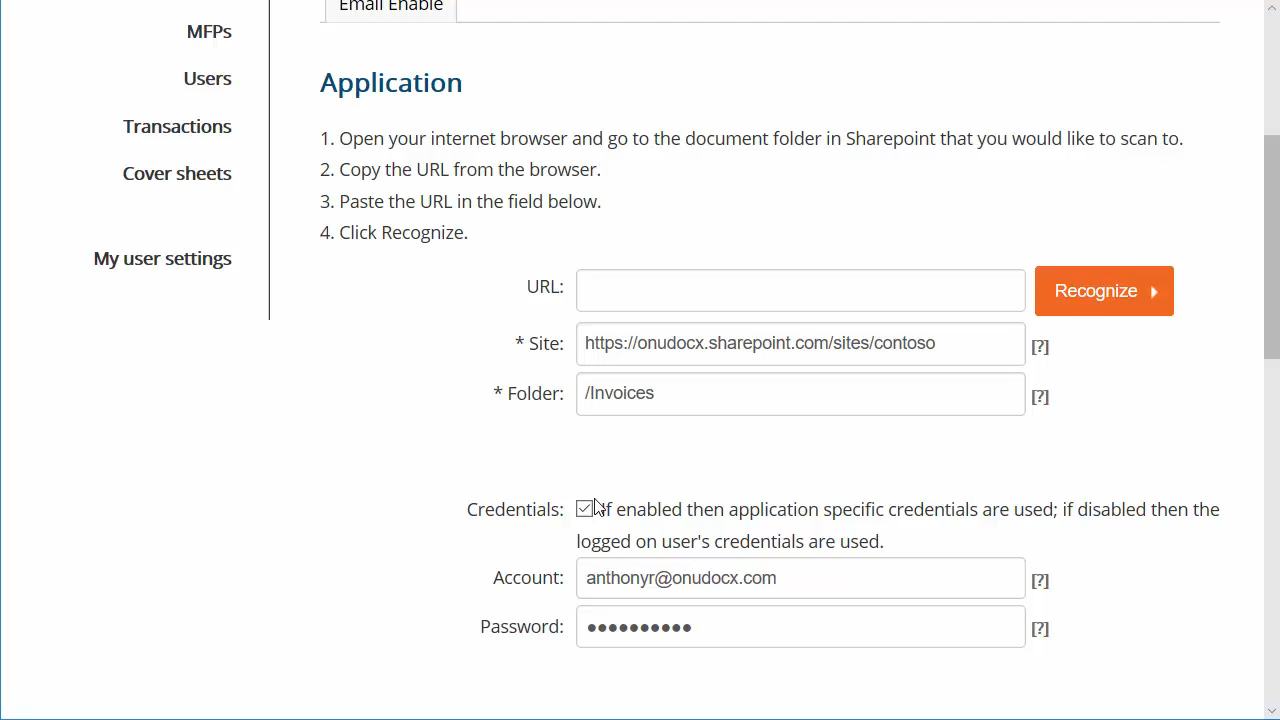 Email Enable
MFPs
Users
Transactions
Cover sheets
My user settings
Application
1. Open your internet browser and go to the document folder in Sharepoint that you would like to scan to.
2. Copy the URL from the browser.
3. Paste the URL in the field below.
4. Click Recognize.
URL:
Recognize
* Site: https://onudocx.sharepoint.com/sites/contoso [?]
* Folder: /Invoices [?]
Credentials: If enabled then application specific credentials are used; if disabled then the
logged on user's credentials are used.
Account: anthonyr@onudocx.com [?]
Password: ●●●●●●●●●● [?]